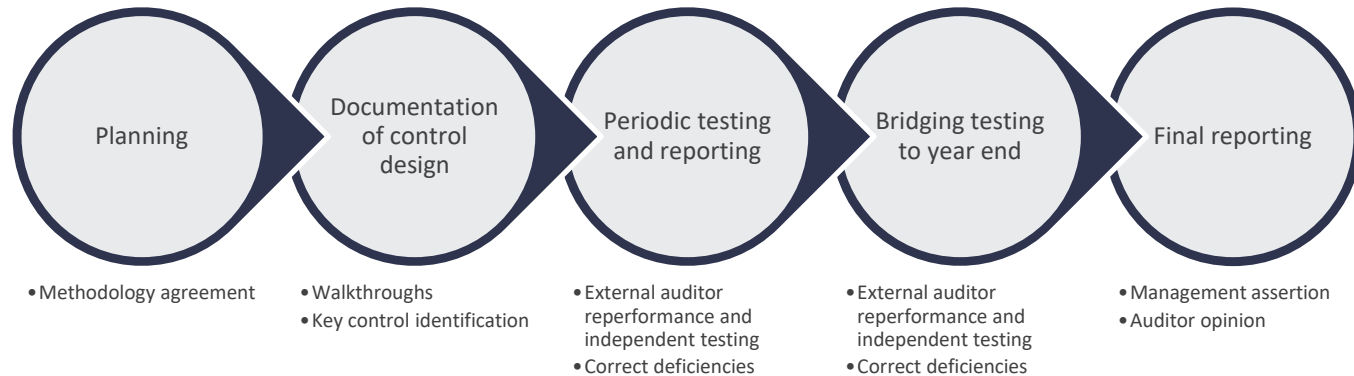 Planning
Documentation
of control
design
Periodic testing
and reporting
Bridging testing
to year end
Final reporting
•Methodology agreement
•Walkthroughs
•Key control identification
•External auditor
reperformance and
independent testing
•Correct deficiencies
•External auditor
reperformance and
independent testing
•Correct deficiencies
•Management assertion
•Auditor opinion